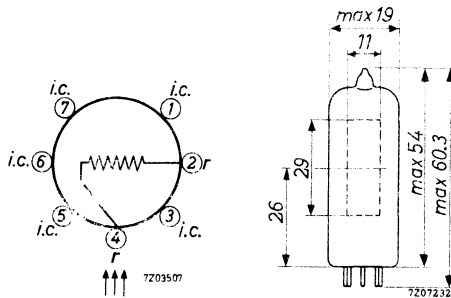 i.c.
7
i.c.
1
i.c.
6
2
r
i.c.
5
3
i.c.
4
r
7Z03507
max 19
11
29
26
max 54
max 60.3
7Z07232